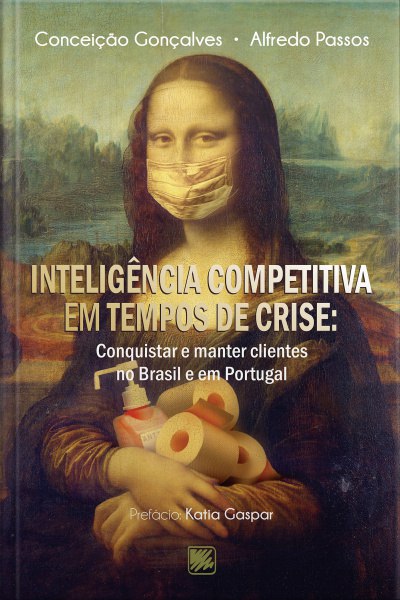 Conceição Gonçalves • Alfredo Passos
INTELIGÊNCIA COMPETITIVA
EM TEMPOS DE CRISE:
Conquistar e manter clientes
no Brasil e em Portugal
Prefácio: Katia Gaspar